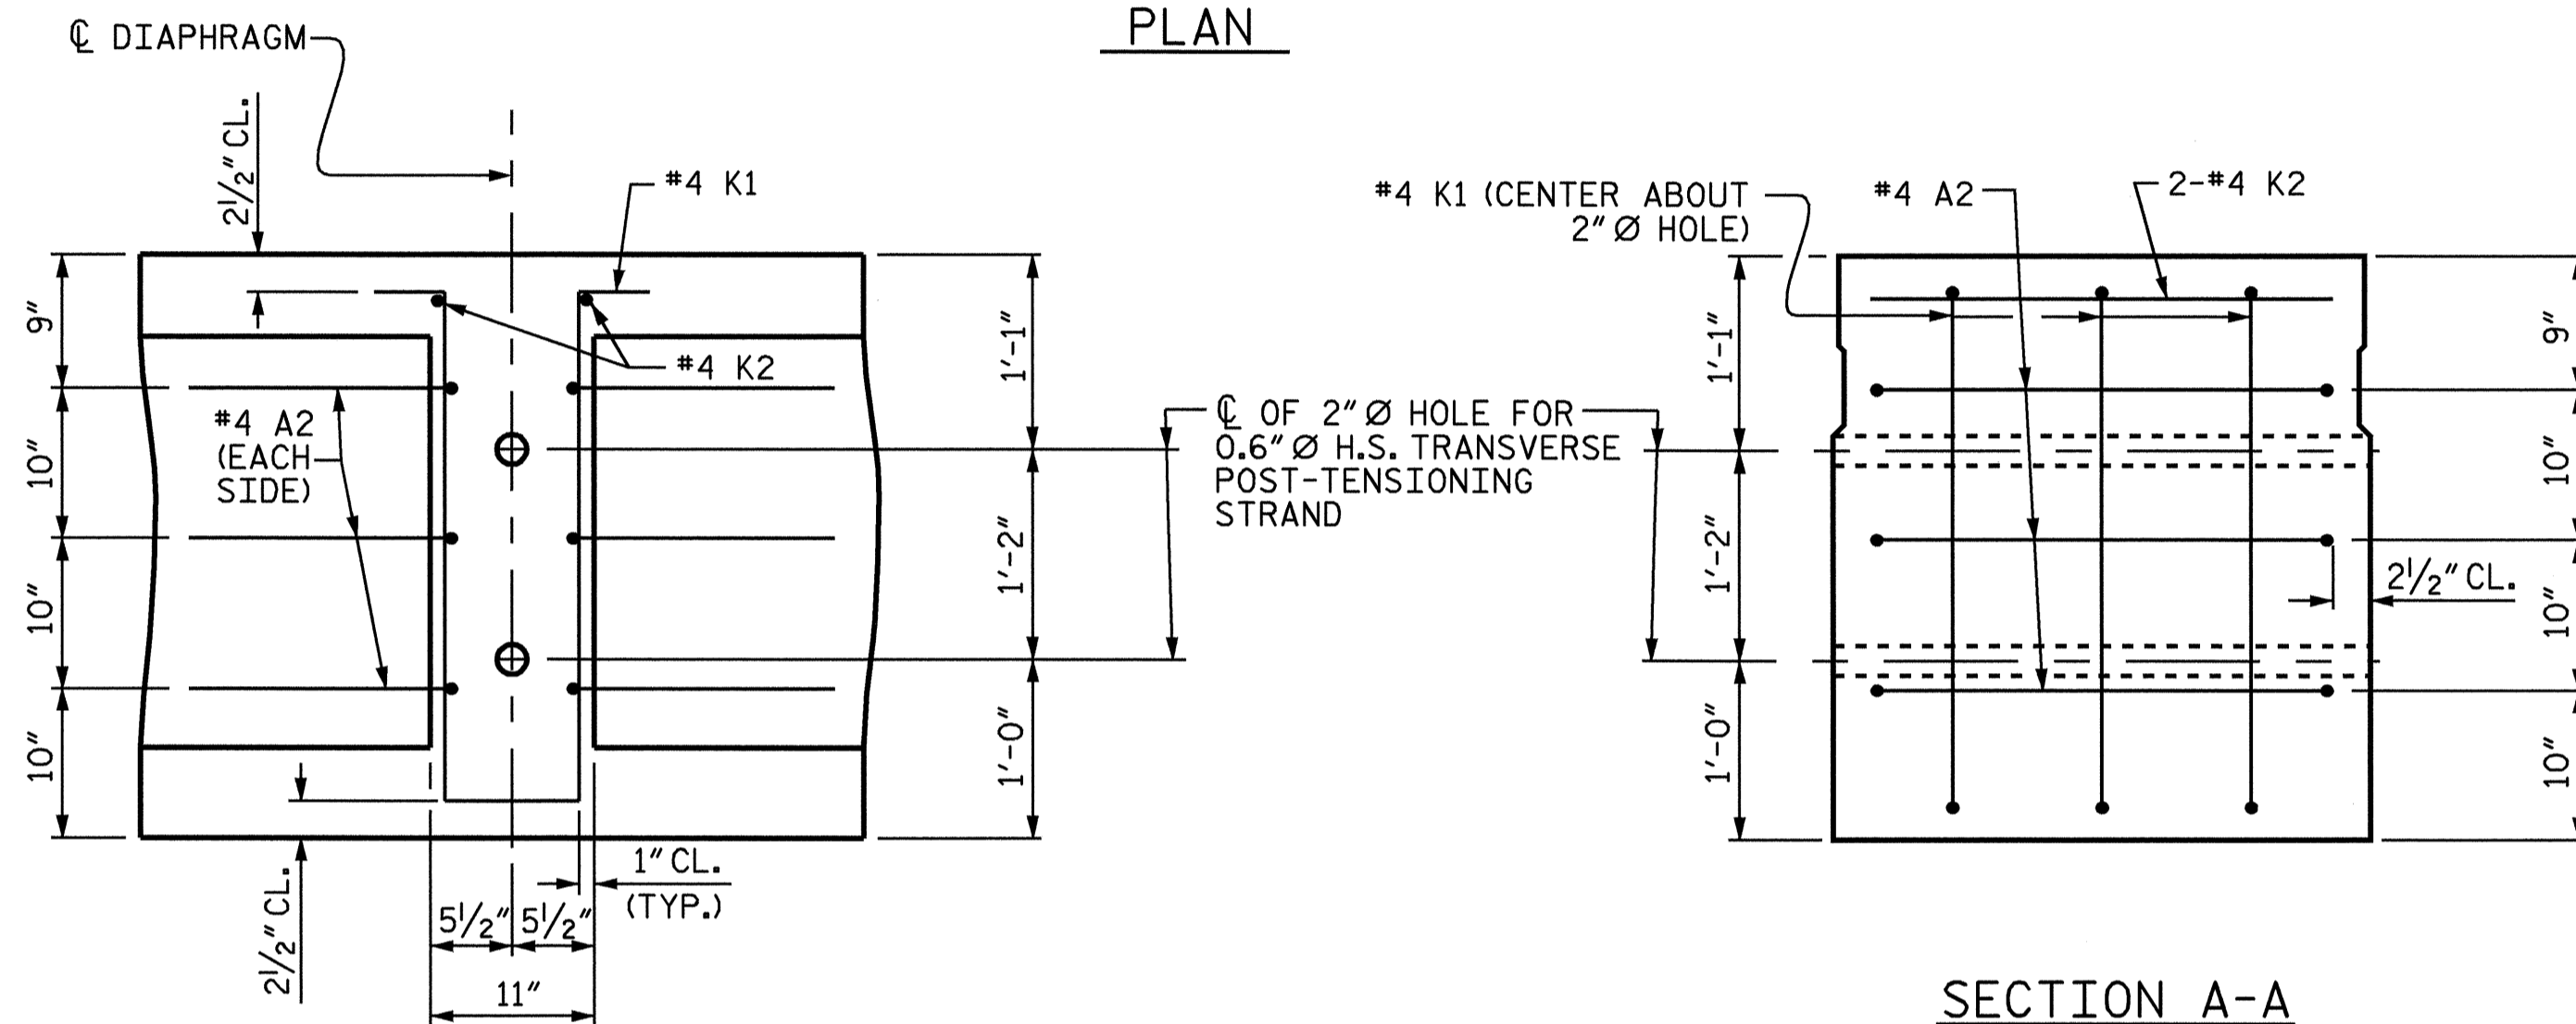 PLAN
℄ DIAPHRAGM
2½" CL.
#4 K1
9"
10"
10"
10"
#4 K2
#4 A2
(EACH
SIDE)
1'-1"
1'-2"
1'-0"
2½" CL.
1" CL.
(TYP.)
5½" 5½"
11"
℄ OF 2" Ø HOLE FOR
0.6" Ø H.S. TRANSVERSE
POST-TENSIONING
STRAND
#4 K1 (CENTER ABOUT
2" Ø HOLE)
#4 A2
2-#4 K2
1'-1"
1'-2"
1'-0"
2½" CL.
9"
10"
10"
10"
SECTION A-A